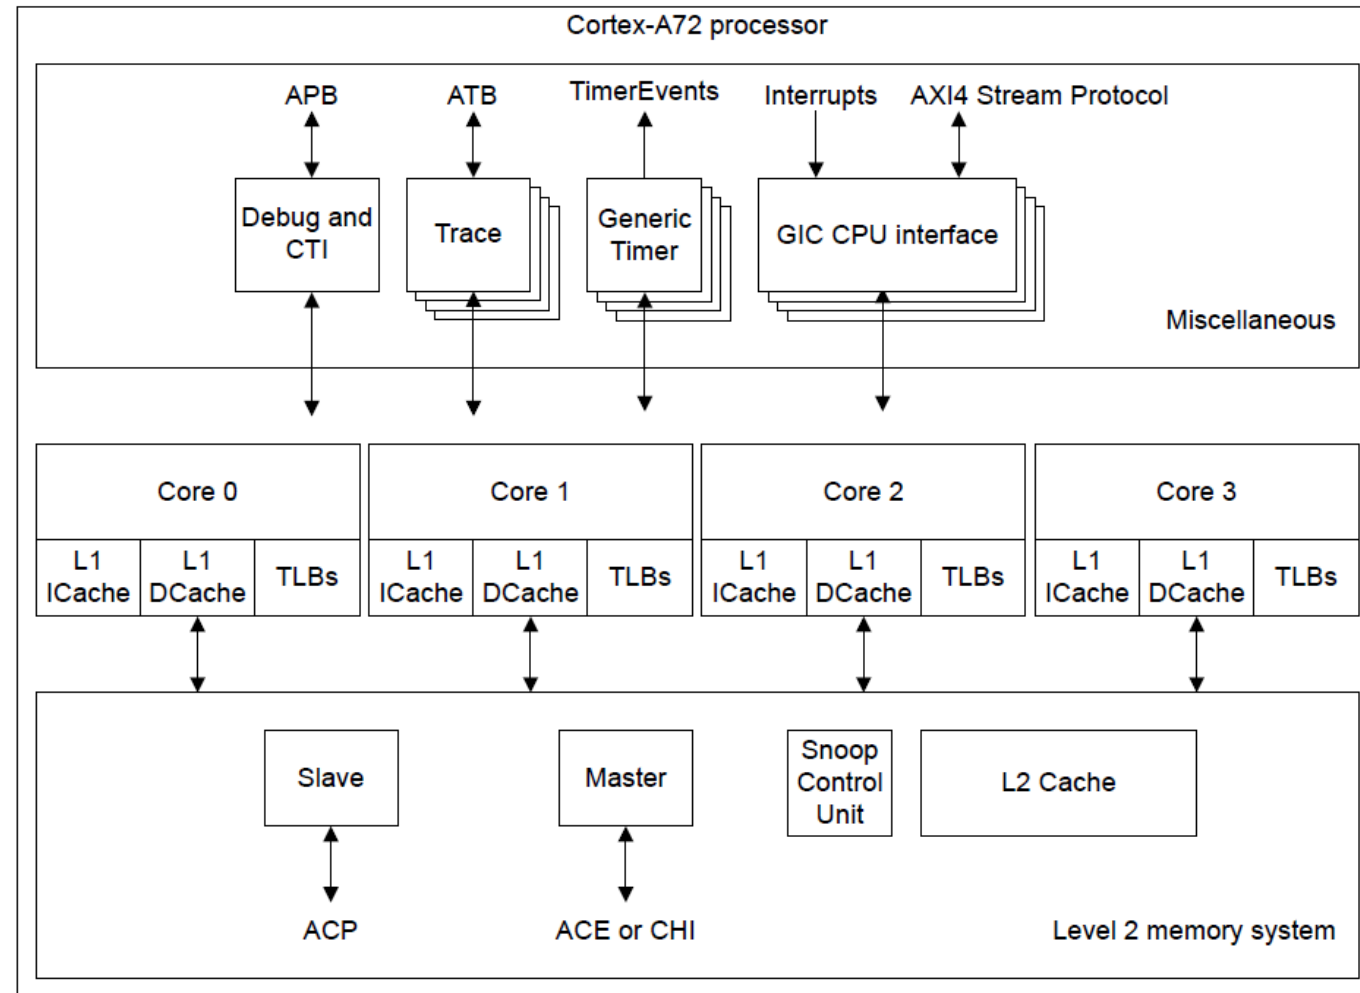 Cortex-A72 processor
APB
ATB
TimerEvents
Interrupts
AXI4 Stream Protocol
Debug and
CTI
Trace
Generic
Timer
GIC CPU interface
Miscellaneous
Core 0
Core 1
Core 2
Core 3
L1
ICache
L1
DCache
TLBs
L1
ICache
L1
DCache
TLBs
L1
ICache
L1
DCache
TLBs
L1
ICache
L1
DCache
TLBs
Slave
Master
Snoop
Control
Unit
L2 Cache
ACP
ACE or CHI
Level 2 memory system